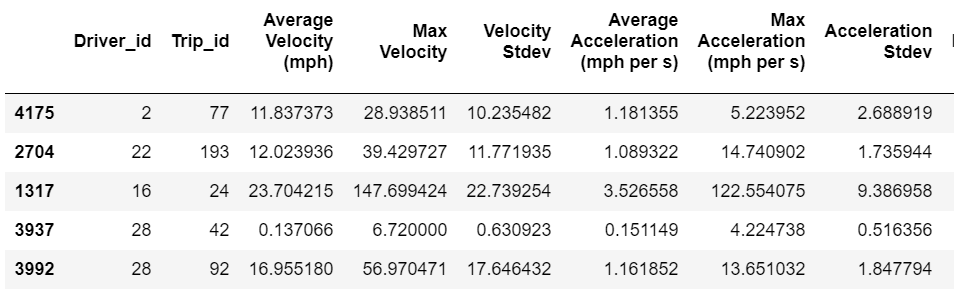 Driver_id Trip_id Average Velocity (mph) Max Velocity Velocity Stdev Average Acceleration (mph per s) Max Acceleration (mph per s) Acceleration Stdev
4175 2 77 11.837373 28.938511 10.235482 1.181355 5.223952 2.688919
2704 22 193 12.023936 39.429727 11.771935 1.089322 14.740902 1.735944
1317 16 24 23.704215 147.699424 22.739254 3.526558 122.554075 9.386958
3937 28 42 0.137066 6.720000 0.630923 0.151149 4.224738 0.516356
3992 28 92 16.955180 56.970471 17.646432 1.161852 13.651032 1.847794